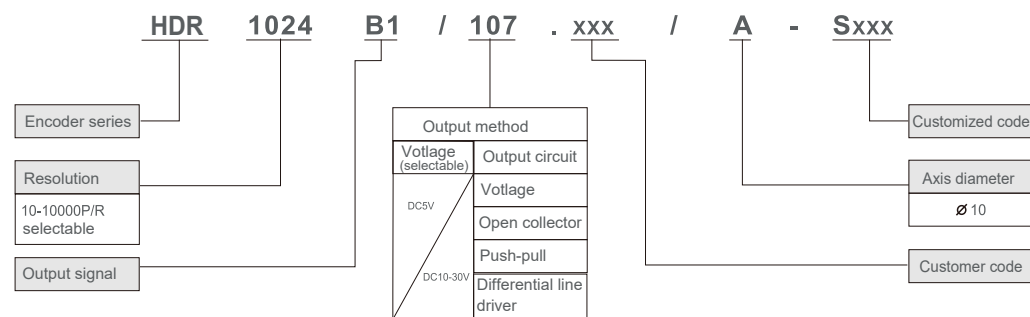 HDR 1024 B1 / 107 . xxx / A - Sxxx
Encoder series
Resolution
10-10000P/R
selectable
Output signal
Output method
Votlage
(selectable)
Output circuit
DC5V
DC10-30V
Votlage
Open collector
Push-pull
Differential line
driver
Customized code
Axis diameter
Ø 10
Customer code